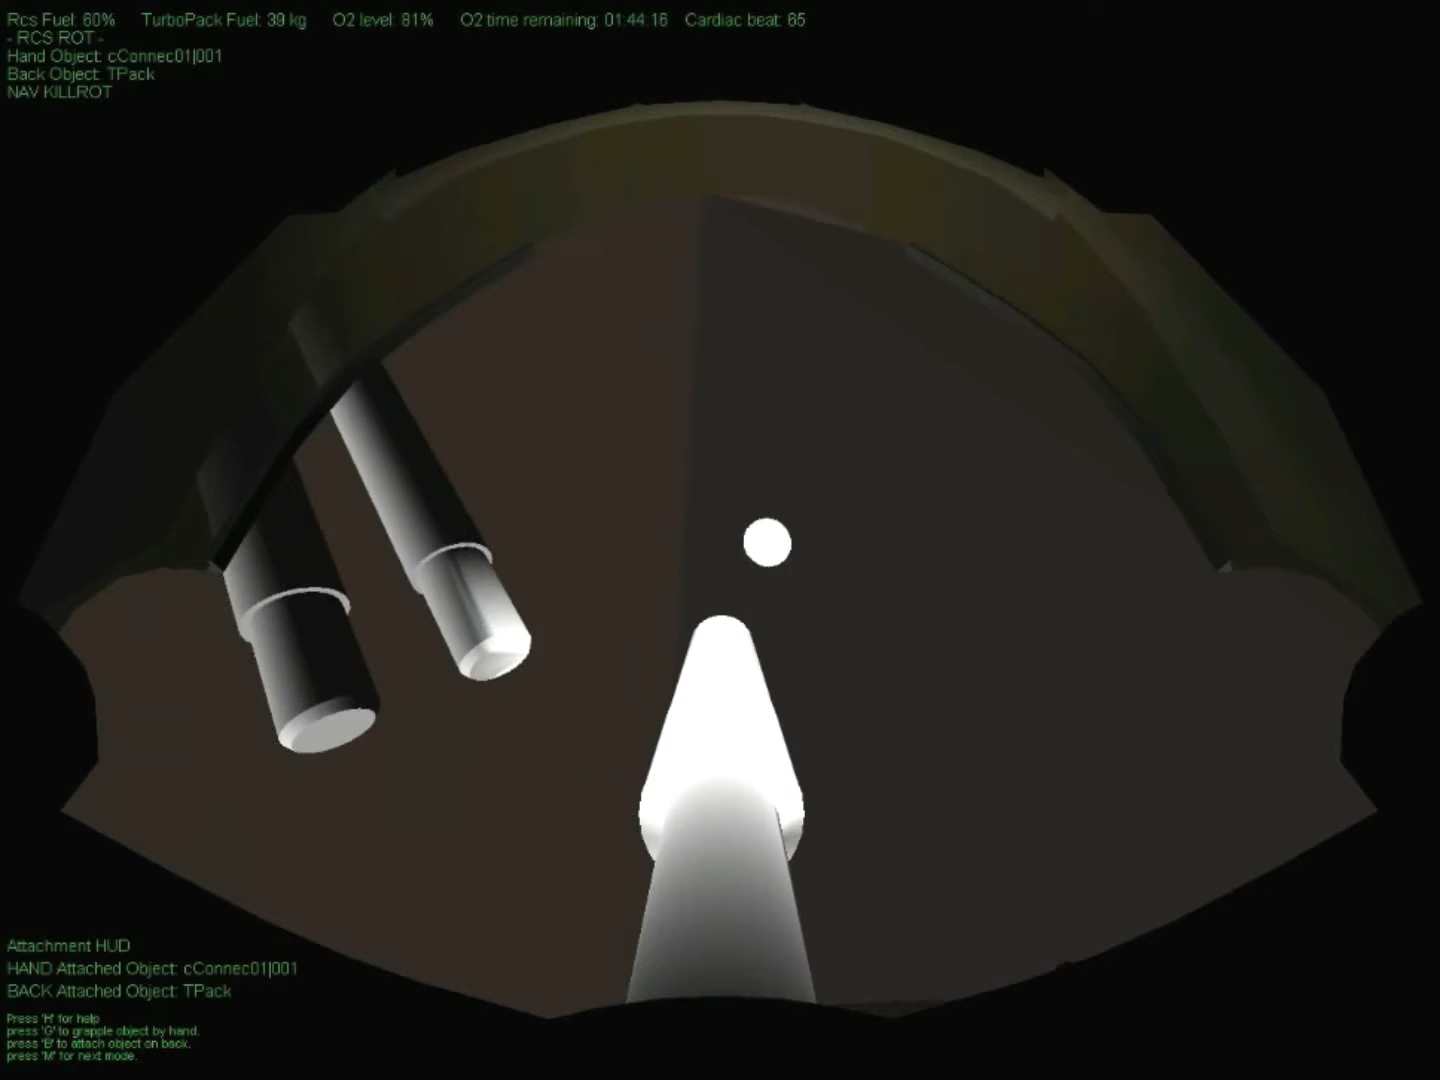 Rcs Fuel: 60% TurboPack Fuel: 39 kg O2 level: 81% O2 time remaining: 01:44.16 Cardiac beat: 65
- RCS ROT -
Hand Object: cConnec01|001
Back Object: TPack
NAV KILLROT
Attachment HUD
HAND Attached Object: cConnec01|001
BACK Attached Object: TPack
Press 'H' for help
press 'G' to grapple object by hand.
press 'B' to attach object on back.
press 'M' for next mode.